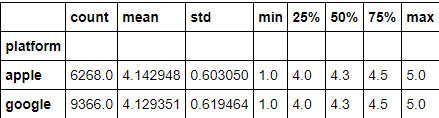 count mean std min 25% 50% 75% max
platform
apple 6268.0 4.142948 0.603050 1.0 4.0 4.3 4.5 5.0
google 9366.0 4.129351 0.619464 1.0 4.0 4.3 4.5 5.0